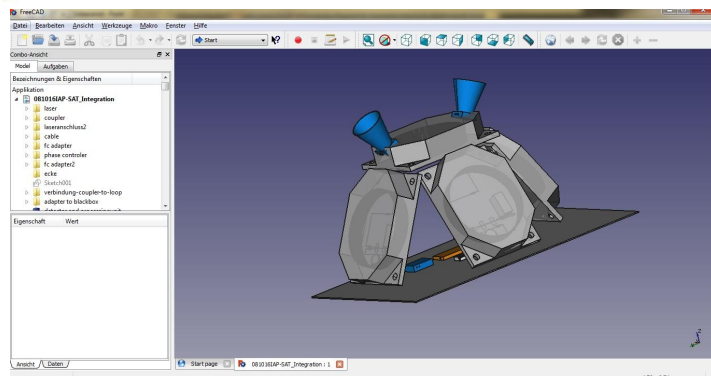 FreeCAD
Datei Bearbeiten Ansicht Werkzeuge Makro Fenster Hilfe
Start
Combo-Ansicht
Model Aufgaben
Bezeichnungen & Eigenschaften
Applikation
081016IAP-SAT_Integration
laser
coupler
laseranschluss2
cable
fc adapter
phase controler
fc adapter2
ecke
Sketch001
verbindung-coupler-to-loop
adapter to blackbox
Eigenschaft Wert
Ansicht Daten
Start page
081016IAP-SAT_Integration : 1